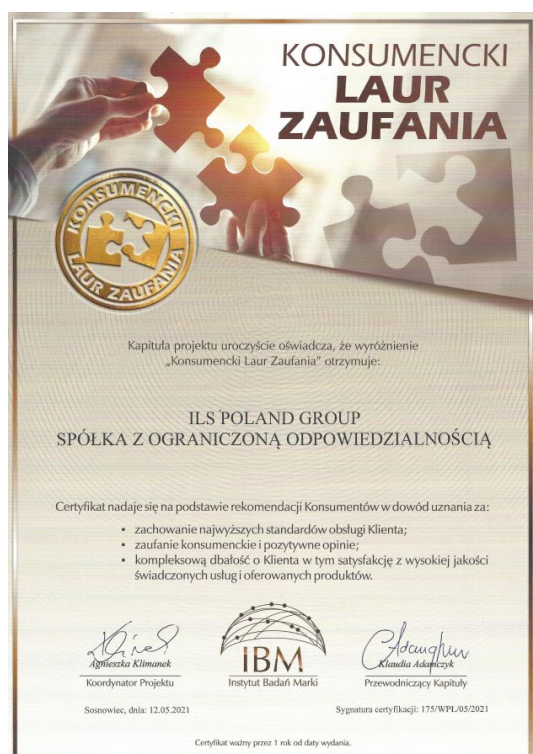 KONSUMENCKI
LAUR
ZAUFANIA
KONSUMENCKI
LAUR ZAUFANIA
Kapituła projektu uroczyście oświadcza, że wyróżnienie
„Konsumencki Laur Zaufania” otrzymuje:
ILS POLAND GROUP
SPÓŁKA Z OGRANICZONĄ ODPOWIEDZIALNOŚCIĄ
Certyfikat nadaje się na podstawie rekomendacji Konsumentów w dowód uznania za:
• zachowanie najwyższych standardów obsługi Klienta;
• zaufanie konsumenckie i pozytywne opinie;
• kompleksową dbałość o Klienta w tym satysfakcję z wysokiej jakości
świadczonych usług i oferowanych produktów.
Agnieszka Klimanek
Koordynator Projektu
IBM
Instytut Badań Marki
Klaudia Adamczyk
Przewodniczący Kapituły
Sosnowiec, dnia: 12.05.2021
Sygnatura certyfikacji: 175/WPŁ/05/2021
Certyfikat ważny przez 1 rok od daty wydania.